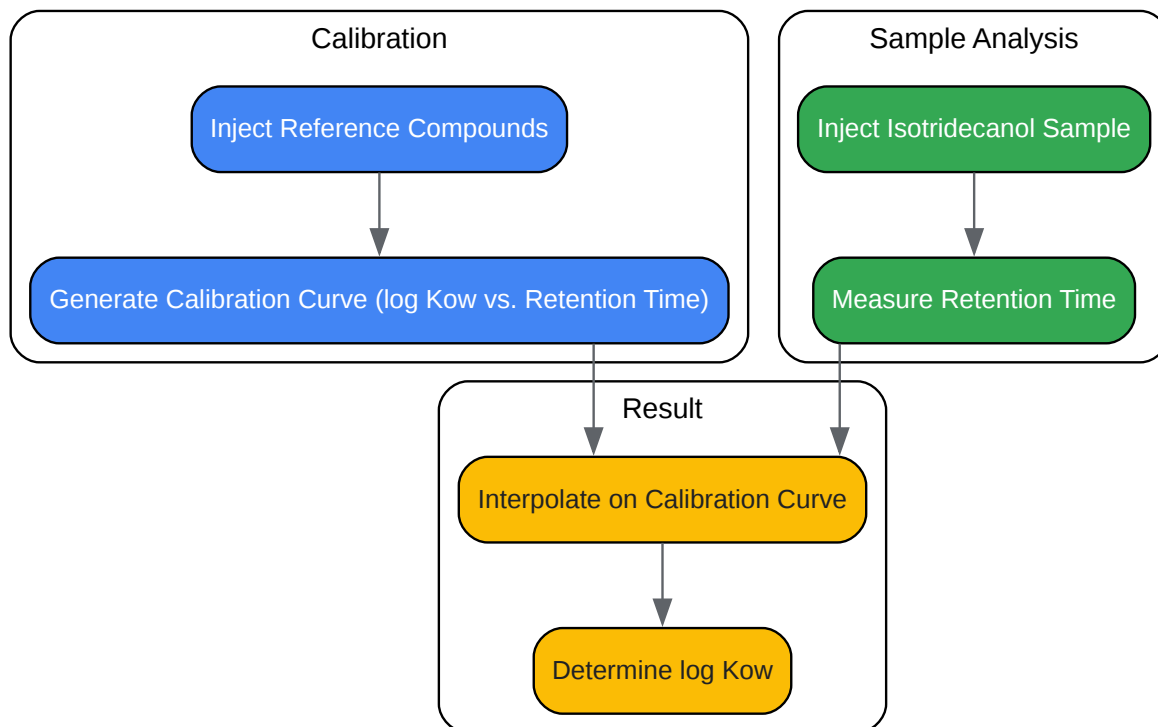 Calibration
Inject Reference Compounds
Generate Calibration Curve (log Kow vs. Retention Time)
Sample Analysis
Inject Isotridecanol Sample
Measure Retention Time
Result
Interpolate on Calibration Curve
Determine log Kow